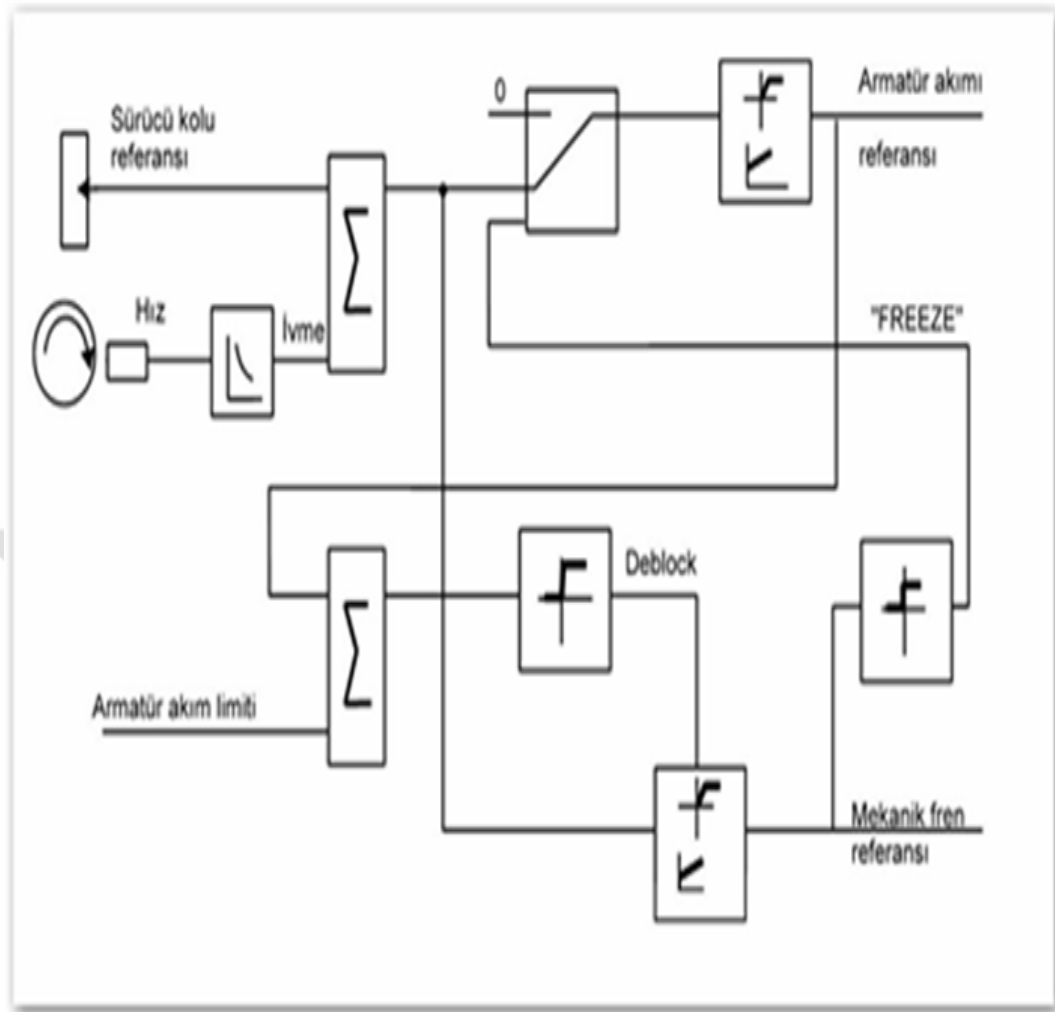 0
Armatür akımı
referansı
Sürücü kolu
referansı
Hız
İvme
"FREEZE"
Deblock
Armatür akım limiti
Mekanik fren
referansı